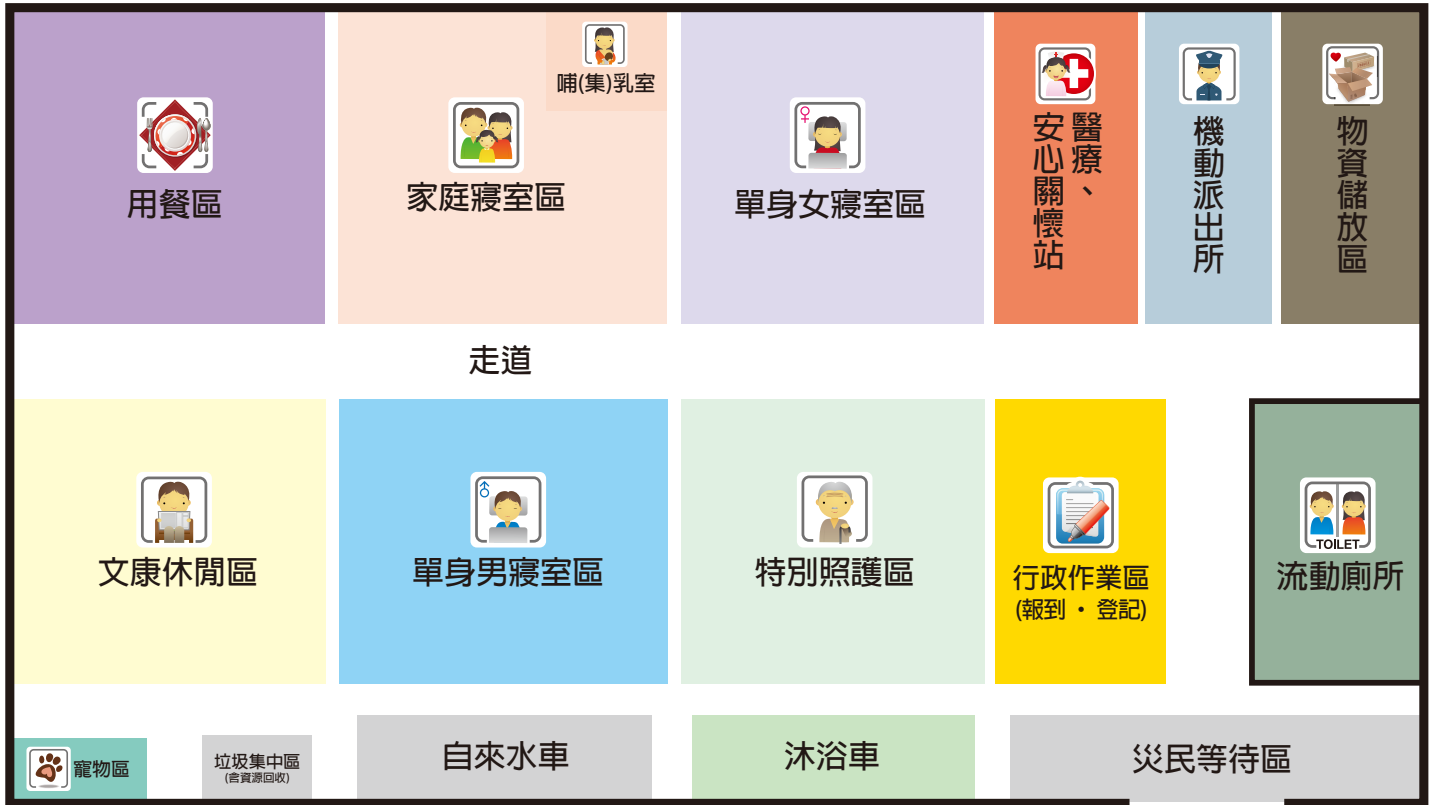 哺(集)乳室
用餐區
家庭寢室區
單身女寢室區
醫療、
安心關懷站
機動派出所
物資儲放區
走道
文康休閒區
單身男寢室區
特別照護區
行政作業區
(報到 • 登記)
TOILET
流動廁所
寵物區
垃圾集中區
(含資源回收)
自來水車
沐浴車
災民等待區